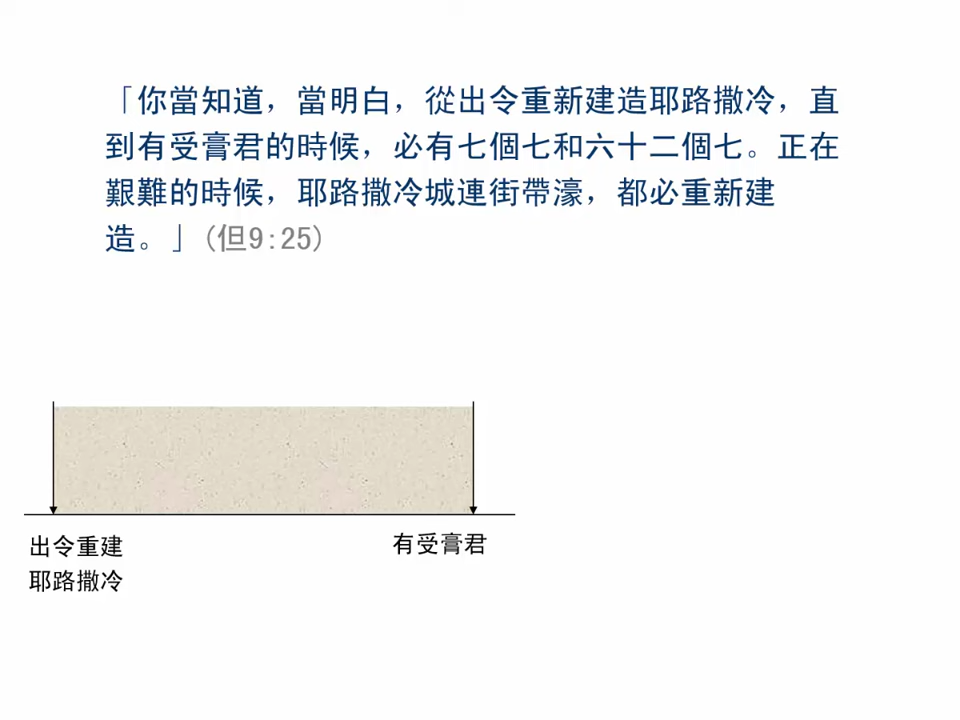 「你當知道，當明白，從出令重新建造耶路撒冷，直
到有受膏君的時候，必有七個七和六十二個七。正在
艱難的時候，耶路撒冷城連街帶濠，都必重新建
造。」(但9:25)
出令重建
耶路撒冷
有受膏君